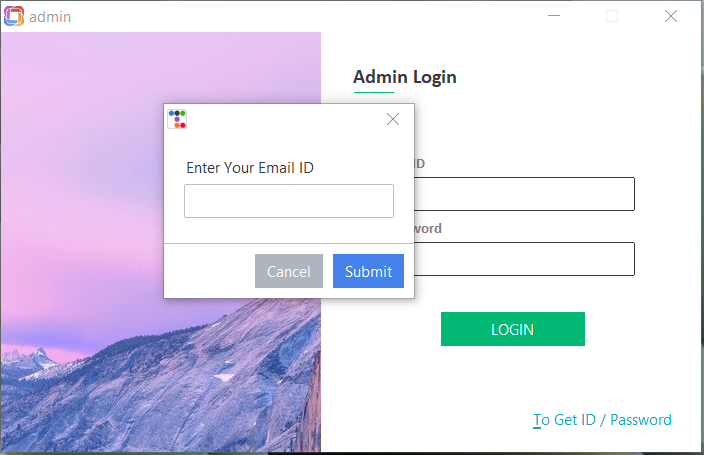 admin
Admin Login
Enter Your Email ID
ID
word
Cancel
Submit
LOGIN
To Get ID / Password